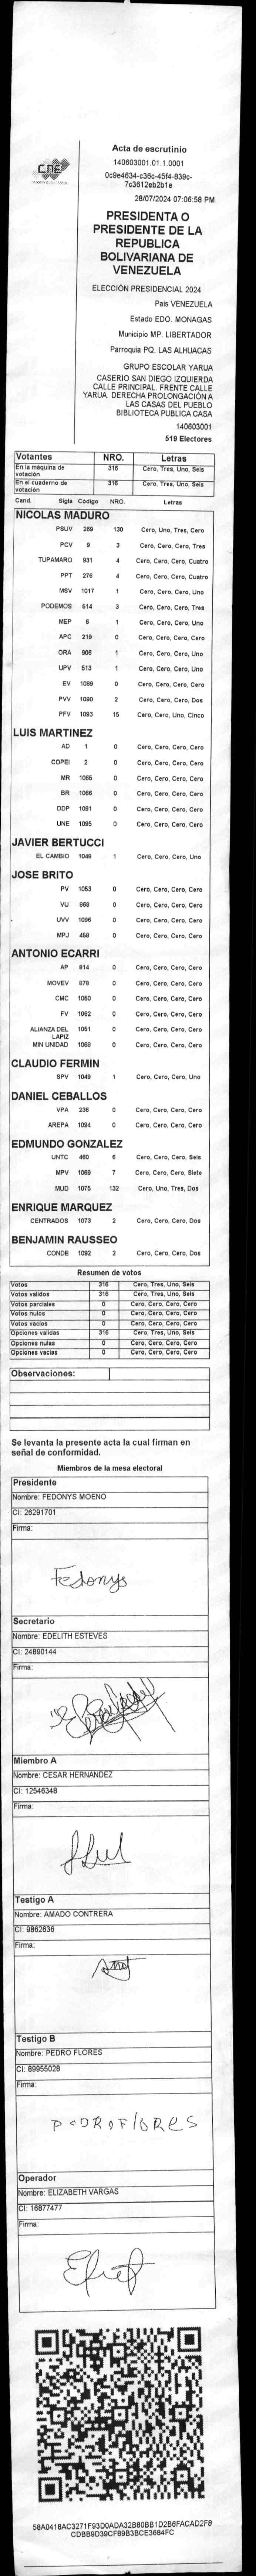 CNE
Acta de escrutinio
140603001.01.1.0001
0c9e4634-c36c-45f4-839c-
7c3612eb2b1e
28/07/2024 07:06:58 PM
PRESIDENTA O
PRESIDENTE DE LA
REPUBLICA
BOLIVARIANA DE
VENEZUELA
ELECCIÓN PRESIDENCIAL 2024
Pais VENEZUELA
Estado EDO. MONAGAS
Municipio MP. LIBERTADOR
Parroquia PQ. LAS ALHUACAS
GRUPO ESCOLAR YARUA
CASERIO SAN DIEGO IZQUIERDA
CALLE PRINCIPAL. FRENTE CALLE
YARUA. DERECHA PROLONGACIÓN A
LAS CASAS DEL PUEBLO
BIBLIOTECA PUBLICA CASA
140603001
519 Electores
Votantes NRO. Letras
En la máquina de votación 316 Cero, Tres, Uno, Seis
En el cuaderno de votación 316 Cero, Tres, Uno, Seis
Cand. Sigla Código NRO. Letras
NICOLAS MADURO
PSUV 269 130 Cero, Uno, Tres, Cero
PCV 9 3 Cero, Cero, Cero, Tres
TUPAMARO 931 4 Cero, Cero, Cero, Cuatro
PPT 276 4 Cero, Cero, Cero, Cuatro
MSV 1017 1 Cero, Cero, Cero, Uno
PODEMOS 514 3 Cero, Cero, Cero, Tres
MEP 6 1 Cero, Cero, Cero, Uno
APC 219 0 Cero, Cero, Cero, Cero
ORA 906 1 Cero, Cero, Cero, Uno
UPV 513 1 Cero, Cero, Cero, Uno
EV 1089 0 Cero, Cero, Cero, Cero
PVV 1090 2 Cero, Cero, Cero, Dos
PFV 1093 15 Cero, Cero, Uno, Cinco
LUIS MARTINEZ
AD 1 0 Cero, Cero, Cero, Cero
COPEI 2 0 Cero, Cero, Cero, Cero
MR 1065 0 Cero, Cero, Cero, Cero
BR 1066 0 Cero, Cero, Cero, Cero
DDP 1091 0 Cero, Cero, Cero, Cero
UNE 1095 0 Cero, Cero, Cero, Cero
JAVIER BERTUCCI
EL CAMBIO 1048 1 Cero, Cero, Cero, Uno
JOSE BRITO
PV 1053 0 Cero, Cero, Cero, Cero
VU 968 0 Cero, Cero, Cero, Cero
UVV 1096 0 Cero, Cero, Cero, Cero
MPJ 458 0 Cero, Cero, Cero, Cero
ANTONIO ECARRI
AP 814 0 Cero, Cero, Cero, Cero
MOVEV 979 0 Cero, Cero, Cero, Cero
CMC 1050 0 Cero, Cero, Cero, Cero
FV 1062 0 Cero, Cero, Cero, Cero
ALIANZA DEL LAPIZ 1051 0 Cero, Cero, Cero, Cero
MIN UNIDAD 1068 0 Cero, Cero, Cero, Cero
CLAUDIO FERMIN
SPV 1049 1 Cero, Cero, Cero, Uno
DANIEL CEBALLOS
VPA 236 0 Cero, Cero, Cero, Cero
AREPA 1094 0 Cero, Cero, Cero, Cero
EDMUNDO GONZALEZ
UNTC 460 6 Cero, Cero, Cero, Seis
MPV 1069 7 Cero, Cero, Cero, Siete
MUD 1075 132 Cero, Uno, Tres, Dos
ENRIQUE MARQUEZ
CENTRADOS 1073 2 Cero, Cero, Cero, Dos
BENJAMIN RAUSSEO
CONDE 1092 2 Cero, Cero, Cero, Dos
Resumen de votos
Votos 316 Cero, Tres, Uno, Seis
Votos validos 316 Cero, Tres, Uno, Seis
Votos parciales 0 Cero, Cero, Cero, Cero
Votos nulos 0 Cero, Cero, Cero, Cero
Votos vacios 0 Cero, Cero, Cero, Cero
Opciones validas 316 Cero, Tres, Uno, Seis
Opciones nulas 0 Cero, Cero, Cero, Cero
Opciones vacias 0 Cero, Cero, Cero, Cero
Observaciones:
Se levanta la presente acta la cual firman en
señal de conformidad.
Miembros de la mesa electoral
Presidente
Nombre: FEDONYS MOENO
CI: 26291701
Firma:
Fedonys
Secretario
Nombre: EDELITH ESTEVES
CI: 24890144
Firma:
Miembro A
Nombre: CESAR HERNANDEZ
CI: 12546348
Firma:
Testigo A
Nombre: AMADO CONTRERA
CI: 9862636
Firma:
Testigo B
Nombre: PEDRO FLORES
CI: 89955028
Firma:
PEDROFLORES
Operador
Nombre: ELIZABETH VARGAS
CI: 16877477
Firma:
58A0418AC3271F93D0ADA32B80BB1D2B6FACAD2F8
CDBB9D39CF89B3BCE3684FC